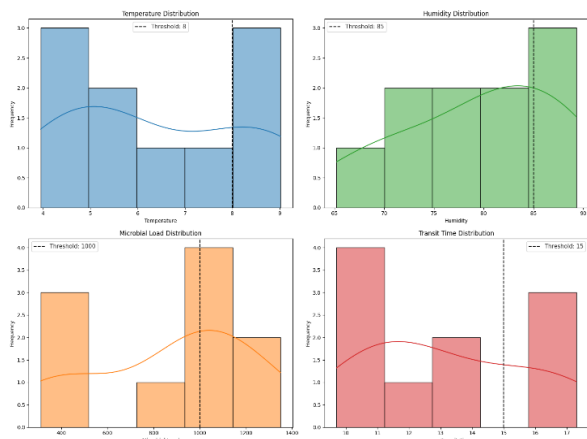 Temperature Distribution
Threshold: 8
Frequency
3.0
2.5
2.0
1.5
1.0
0.5
0.0
4 5 6 7 8 9
Temperature
Humidity Distribution
Threshold: 85
Frequency
3.0
2.5
2.0
1.5
1.0
0.5
0.0
65 70 75 80 85 90
Humidity
Microbial Load Distribution
Threshold: 1000
Frequency
4.0
3.5
3.0
2.5
2.0
1.5
1.0
0.5
0.0
400 600 800 1000 1200 1400
Transit Time Distribution
Threshold: 15
Frequency
4.0
3.5
3.0
2.5
2.0
1.5
1.0
0.5
0.0
10 11 12 13 14 15 16 17